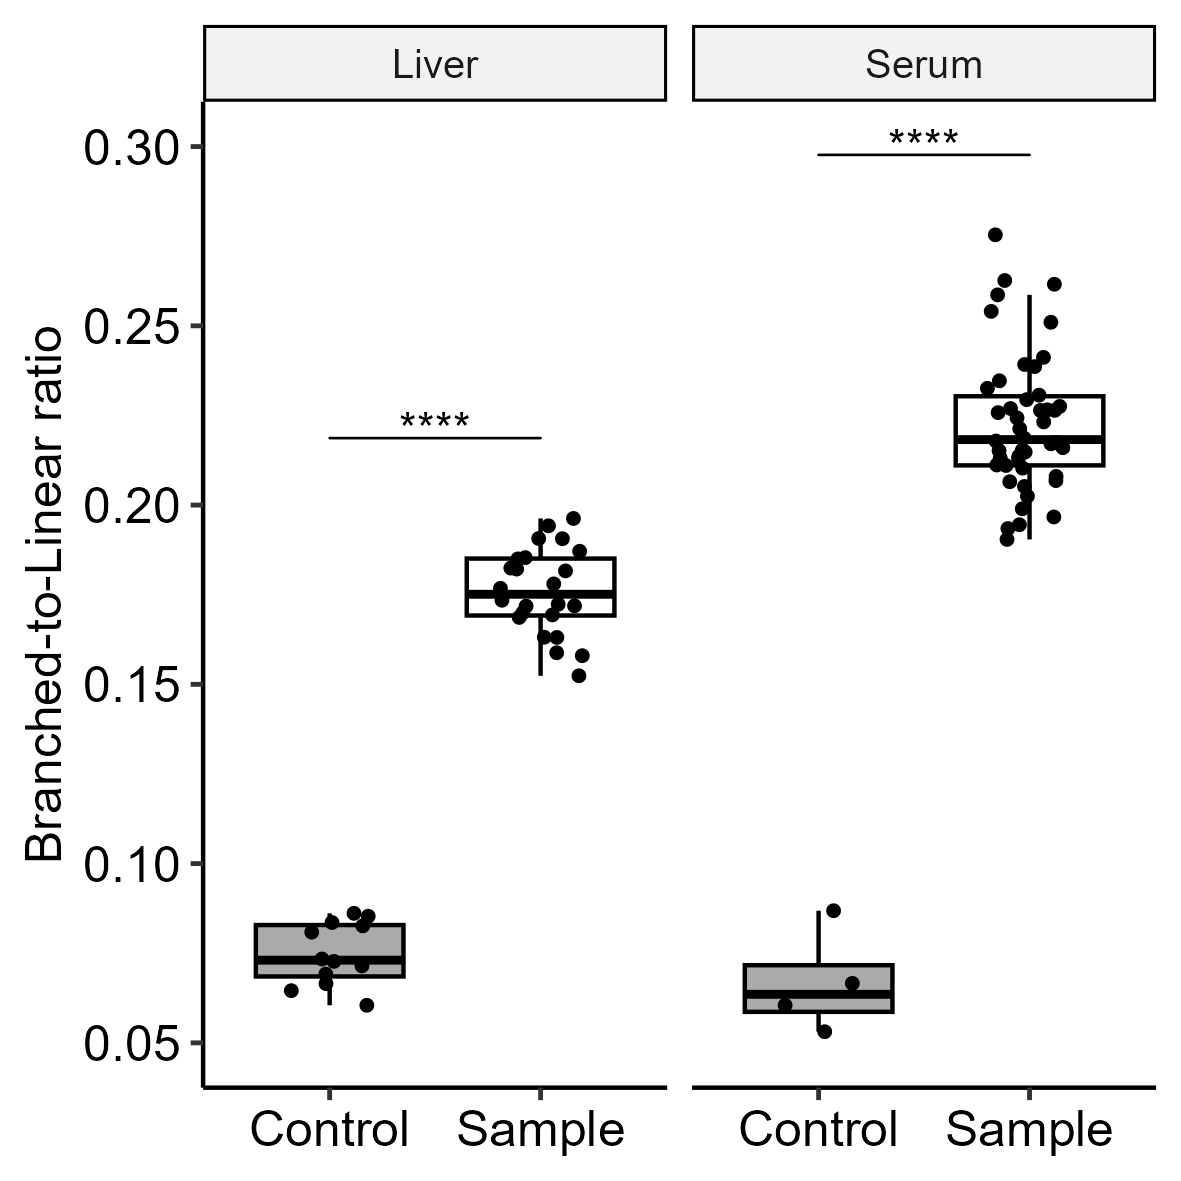 Liver
Serum
Branched-to-Linear ratio
0.30
0.25
0.20
0.15
0.10
0.05
****
****
Control
Sample
Control
Sample